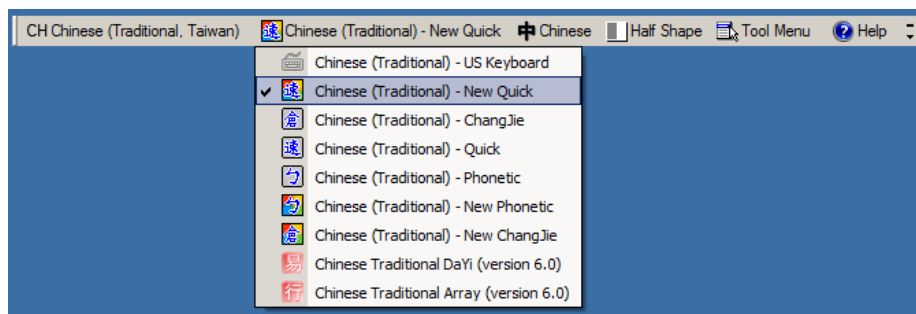 CH Chinese (Traditional, Taiwan) 速 Chinese (Traditional) - New Quick 中 Chinese Half Shape Tool Menu ? Help
Chinese (Traditional) - US Keyboard
速 Chinese (Traditional) - New Quick
倉 Chinese (Traditional) - ChangJie
速 Chinese (Traditional) - Quick
ㄅ Chinese (Traditional) - Phonetic
ㄅ Chinese (Traditional) - New Phonetic
倉 Chinese (Traditional) - New ChangJie
易 Chinese Traditional DaYi (version 6.0)
行 Chinese Traditional Array (version 6.0)